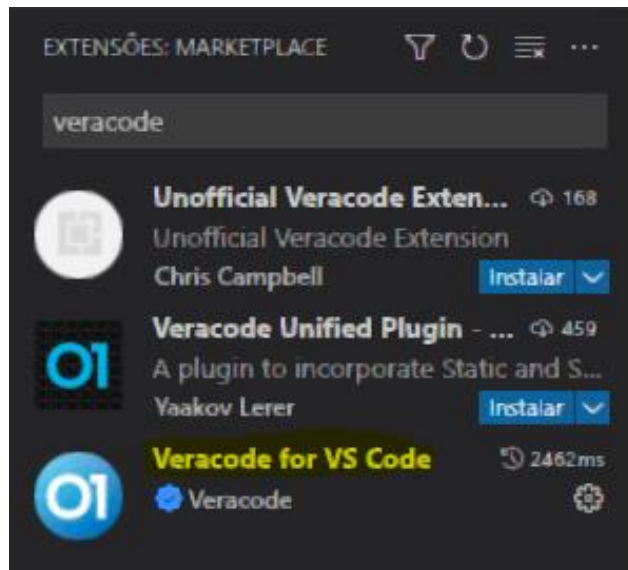 EXTENSÕES: MARKETPLACE
veracode
Unofficial Veracode Exten... 168
Unofficial Veracode Extension
Chris Campbell Instalar
Veracode Unified Plugin - ... 459
A plugin to incorporate Static and S...
Yaakov Lerer Instalar
Veracode for VS Code 2462ms
Veracode